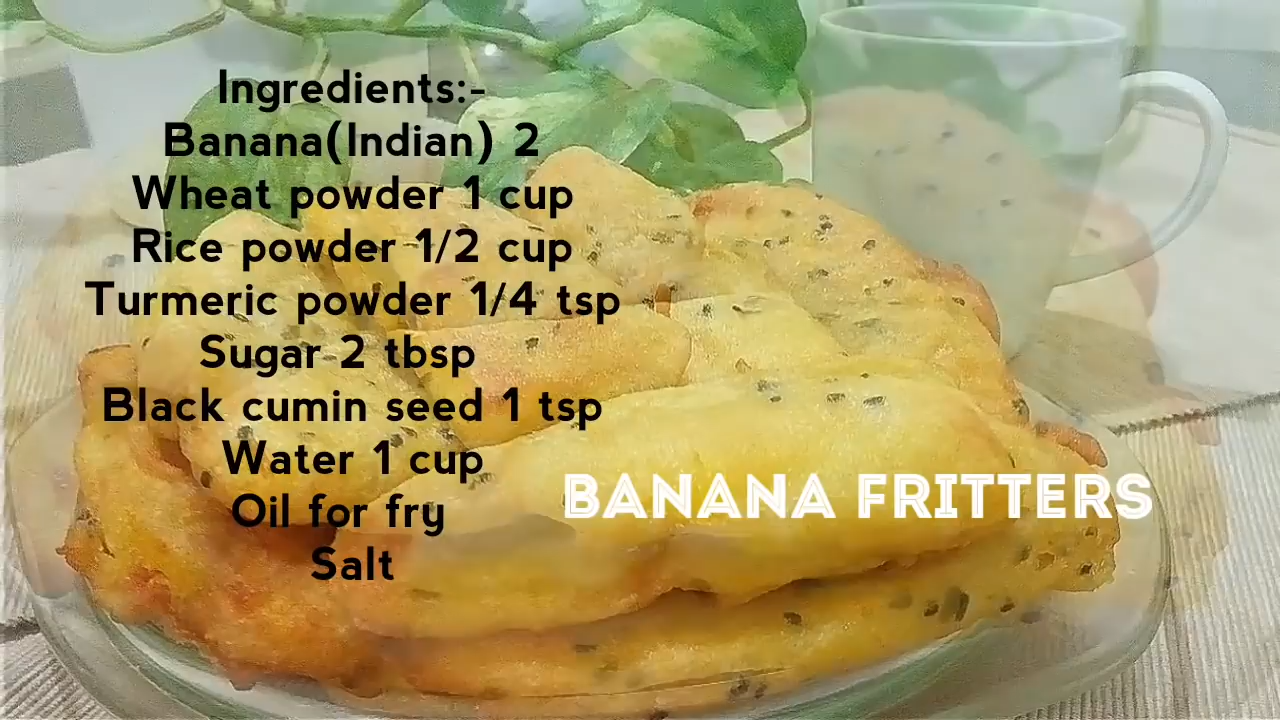 Ingredients:-
Banana(Indian) 2
Wheat powder 1 cup
Rice powder 1/2 cup
Turmeric powder 1/4 tsp
Sugar 2 tbsp
Black cumin seed 1 tsp
Water 1 cup
Oil for fry
Salt
BANANA FRITTERS